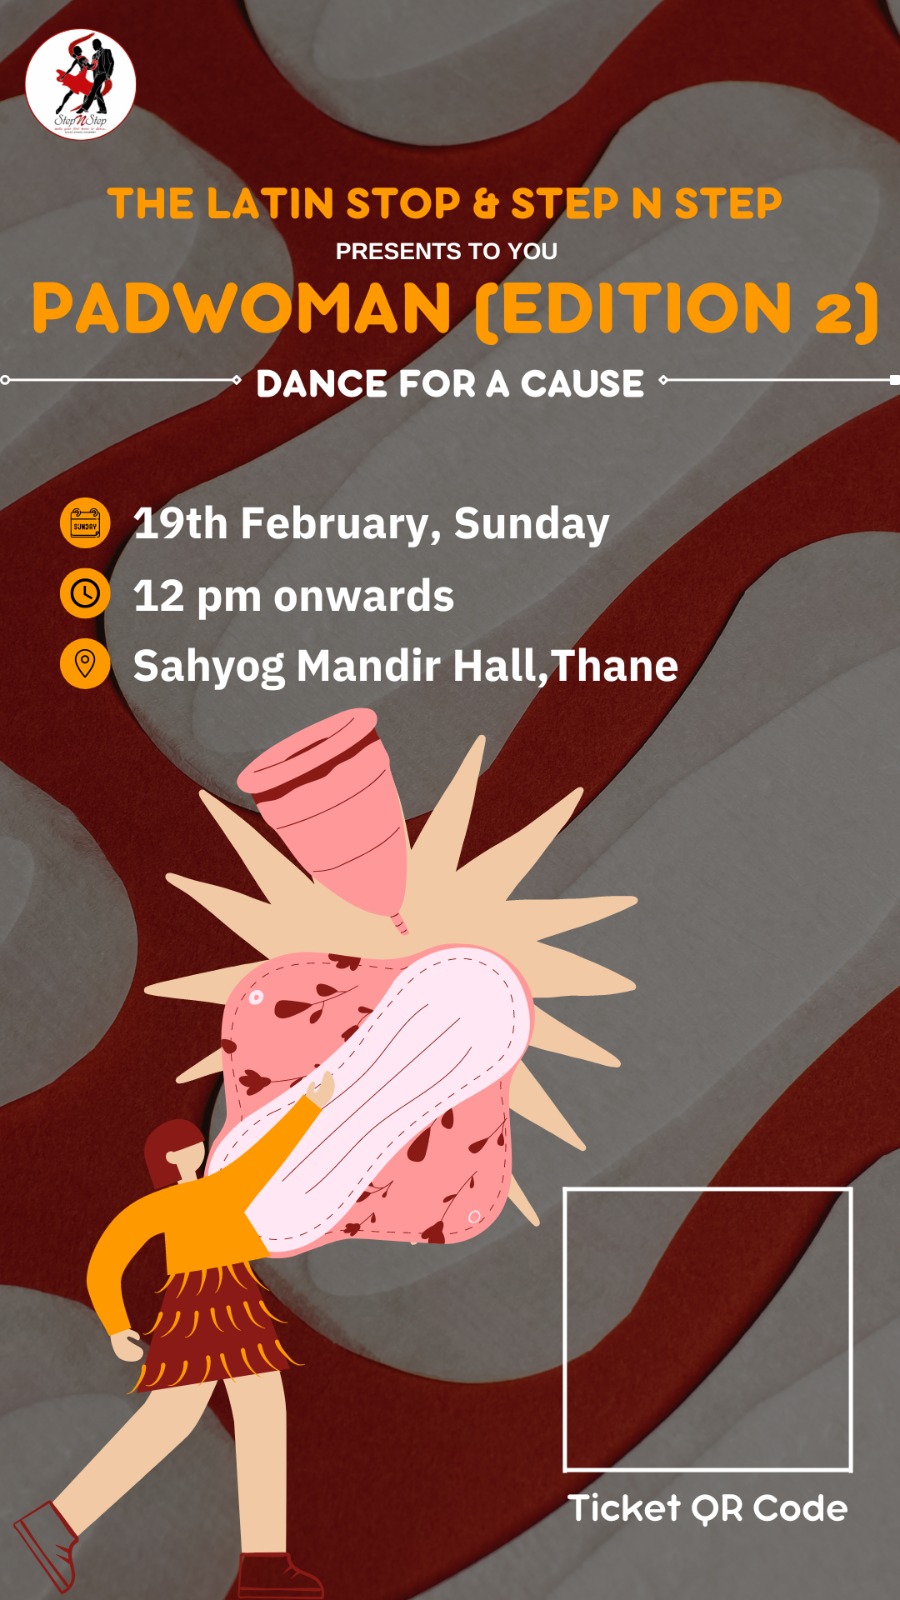 StepNStep
THE LATIN STOP & STEP N STEP
PRESENTS TO YOU
PADWOMAN (EDITION 2)
DANCE FOR A CAUSE
SUNDAY
19th February, Sunday
12 pm onwards
Sahyog Mandir Hall,Thane
Ticket QR Code